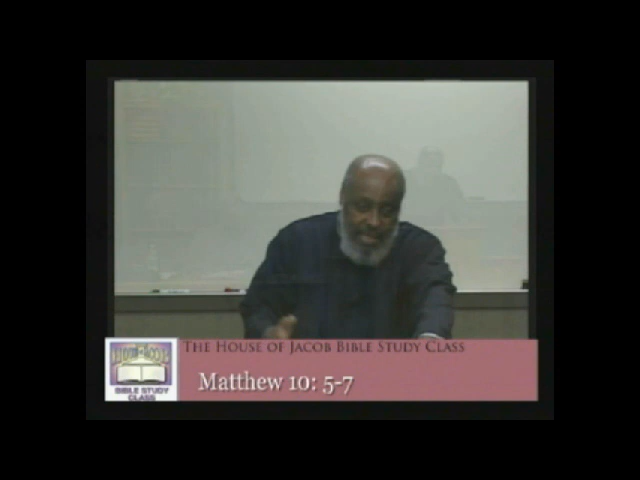 THE HOUSE OF JACOB BIBLE STUDY CLASS
Matthew 10: 5-7
BIBLE STUDY
CLASS